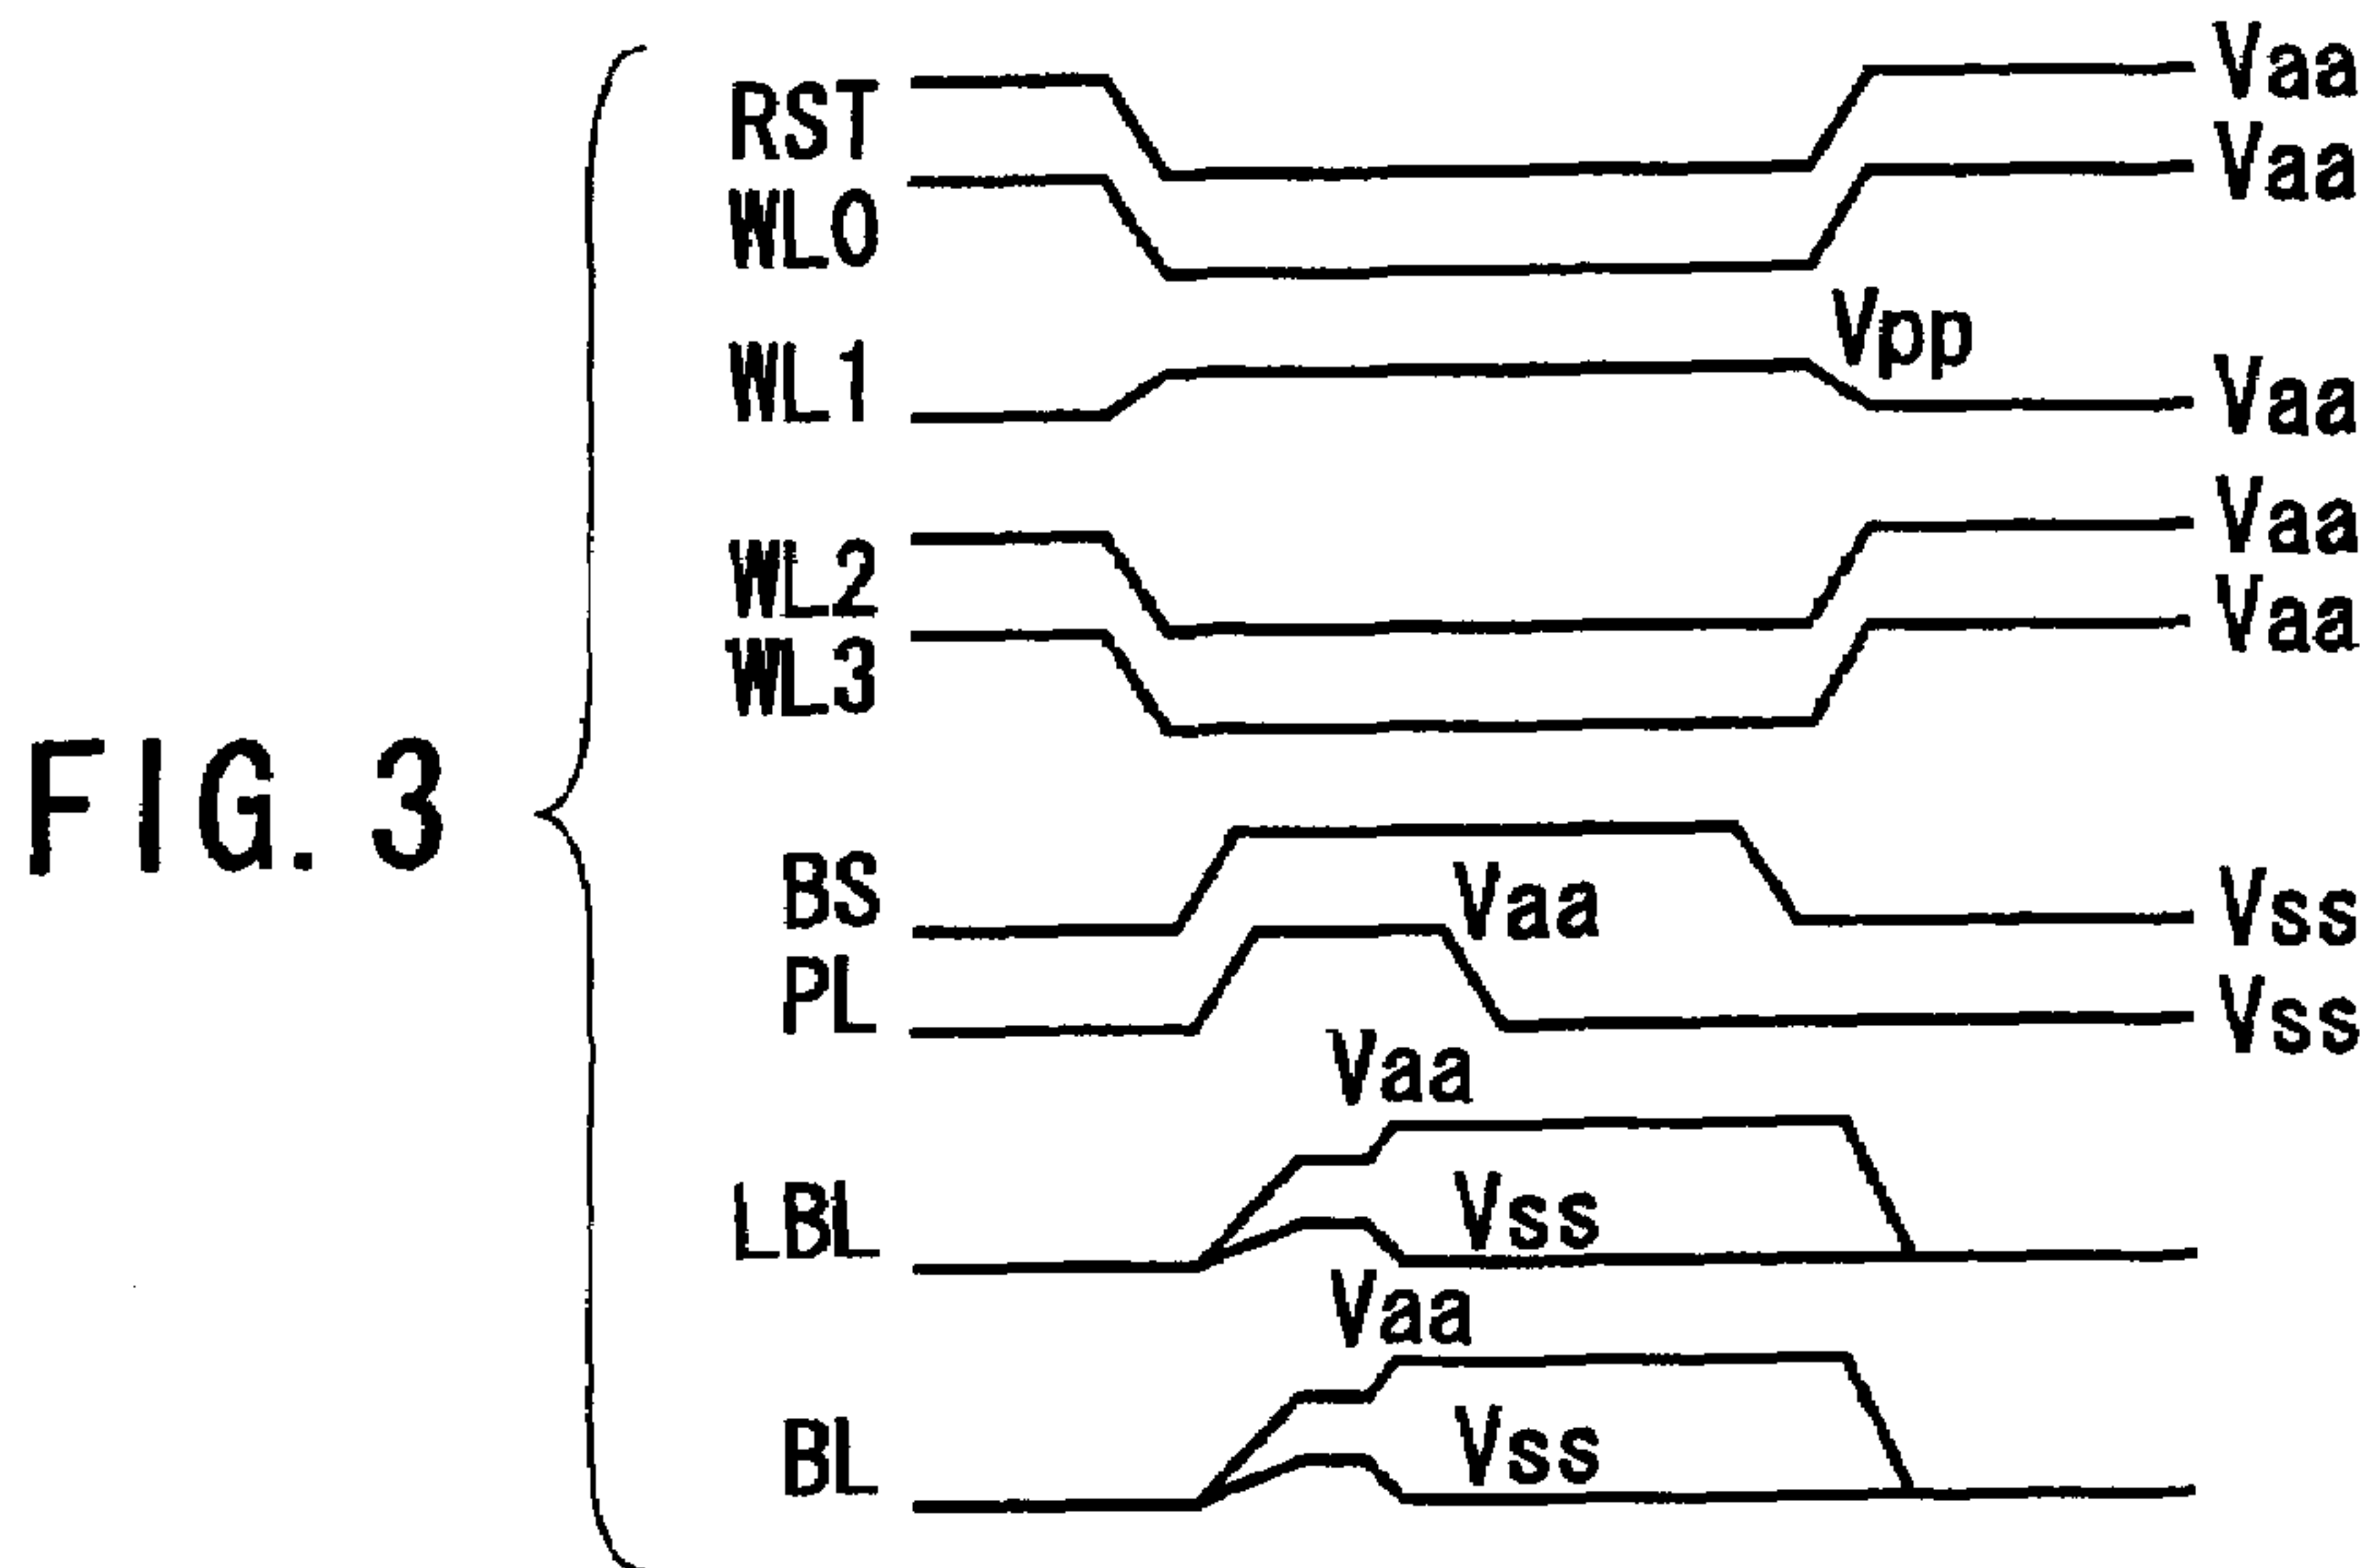 FIG. 3
RST Vaa
WL0 Vaa
Vpp
WL1 Vaa
WL2 Vaa
WL3 Vaa
BS Vaa Vss
PL Vss
Vaa
LBL Vss
Vaa
BL Vss